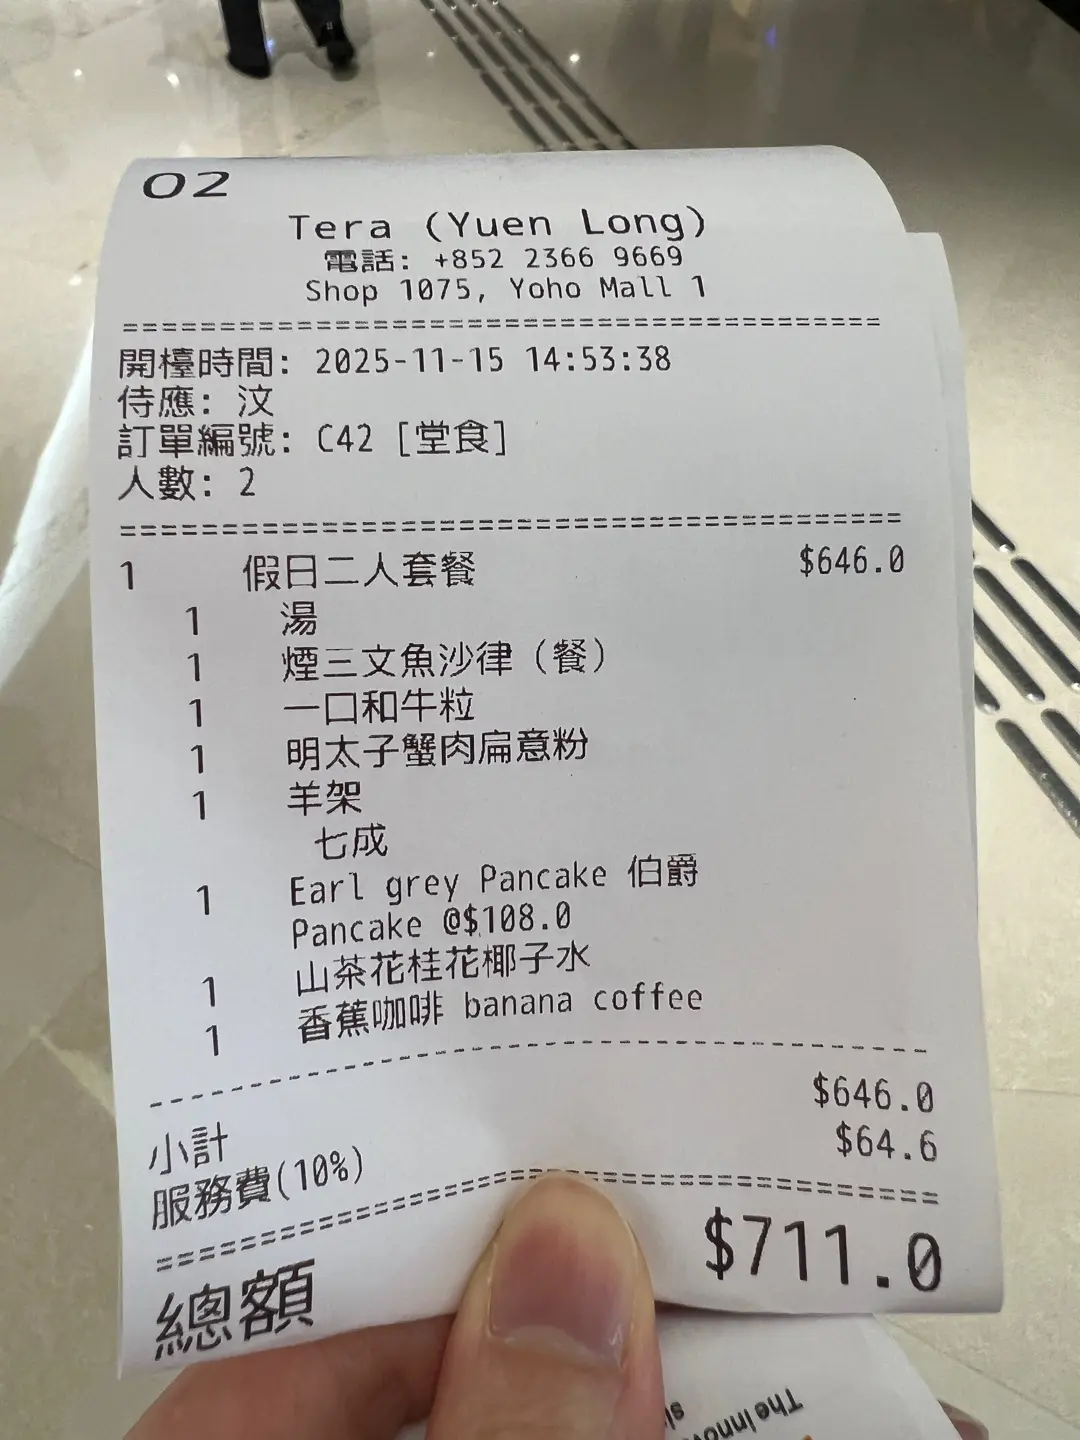 02
Tera (Yuen Long)
電話: +852 2366 9669
Shop 1075, Yoho Mall 1
========================================
開檯時間: 2025-11-15 14:53:38
侍應: 汶
訂單編號: C42 [堂食]
人數: 2
========================================
1 假日二人套餐 $646.0
1 湯
1 煙三文魚沙律（餐）
1 一口和牛粒
1 明太子蟹肉扁意粉
1 羊架
七成
1 Earl grey Pancake 伯爵
Pancake @$108.0
1 山茶花桂花椰子水
1 香蕉咖啡 banana coffee
----------------------------------------
小計 $646.0
服務費(10%) $64.6
========================================
總額 $711.0
The Innov